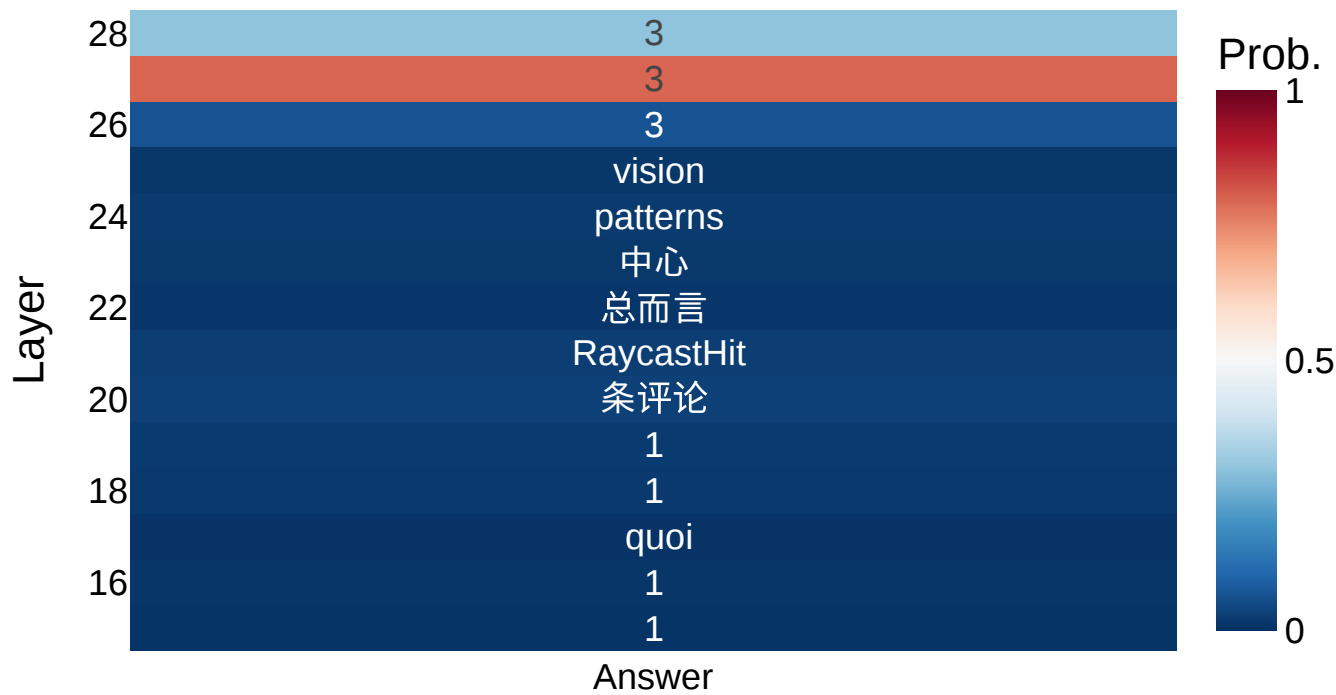 28 3
3
26 3
vision
24 patterns
中心
22 总而言
RaycastHit
20 条评论
1
18 1
quoi
16 1
1
Layer
Answer
Prob.
1
0.5
0